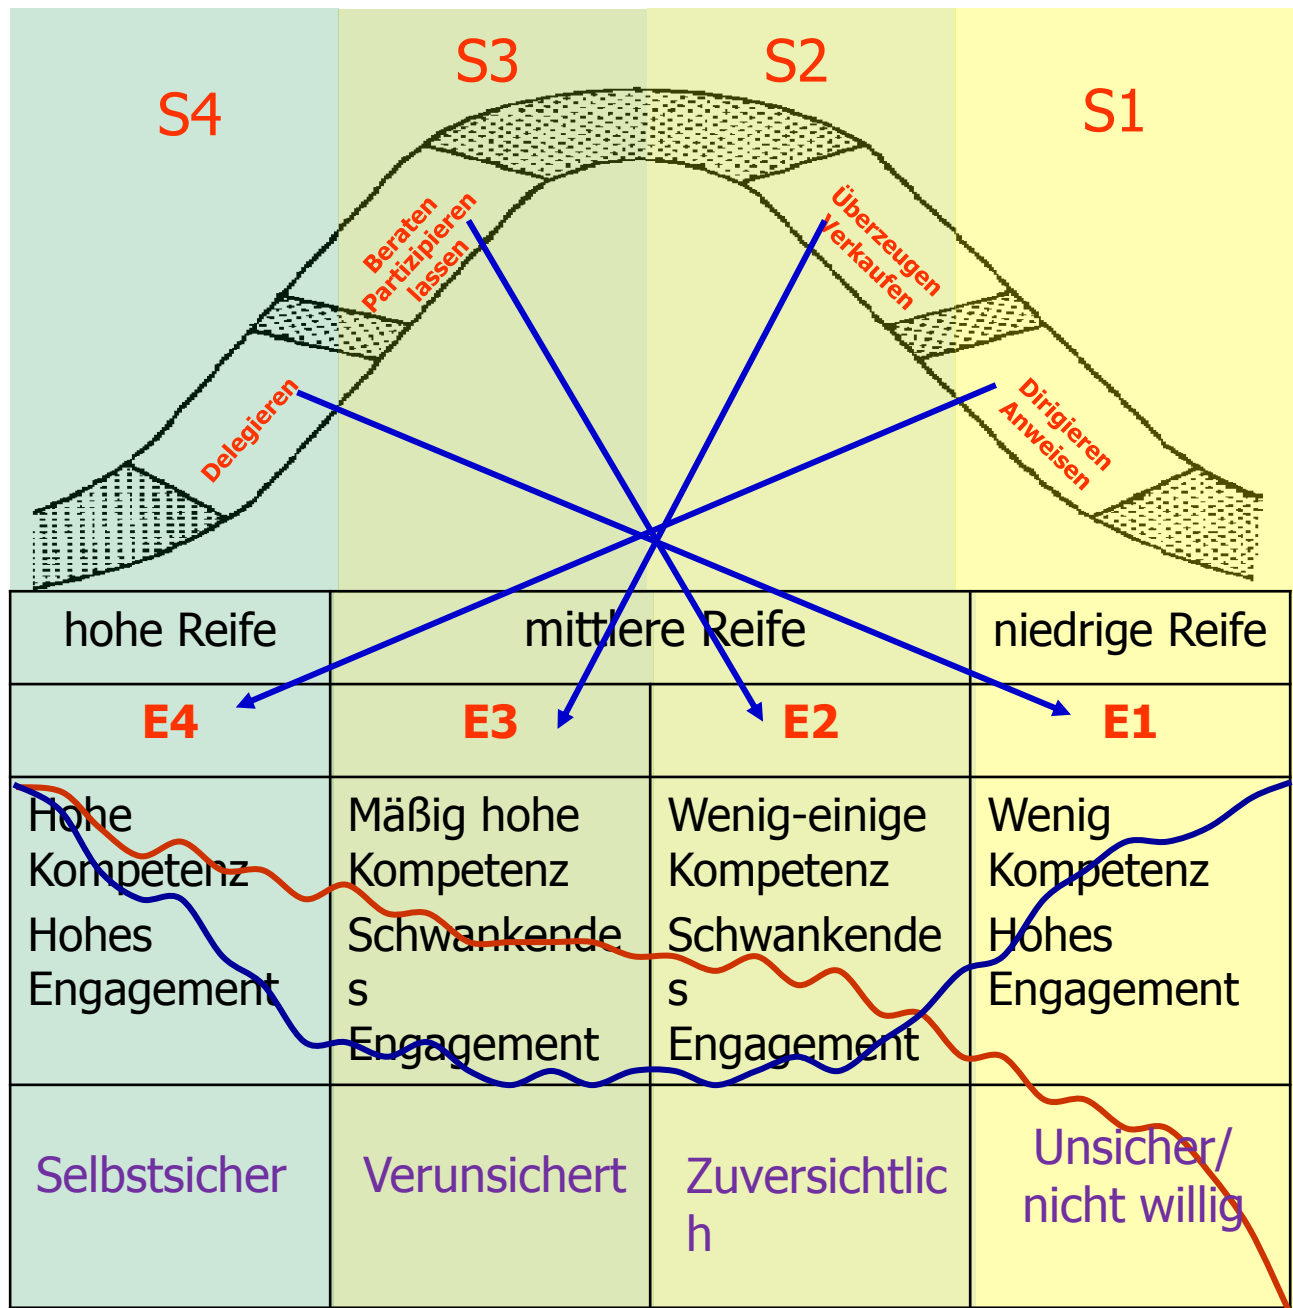 S4
S3
S2
S1
Beraten
Partizipieren
lassen
Überzeugen
Verkaufen
Delegieren
Dirigieren
Anweisen
hohe Reife
mittlere Reife
niedrige Reife
E4
E3
E2
E1
Hohe
Kompetenz
Hohes
Engagement
Mäßig hohe
Kompetenz
Schwankende
s
Engagement
Wenig-einige
Kompetenz
Schwankende
s
Engagement
Wenig
Kompetenz
Hohes
Engagement
Selbstsicher
Verunsichert
Zuversichtlic
h
Unsicher/
nicht willig